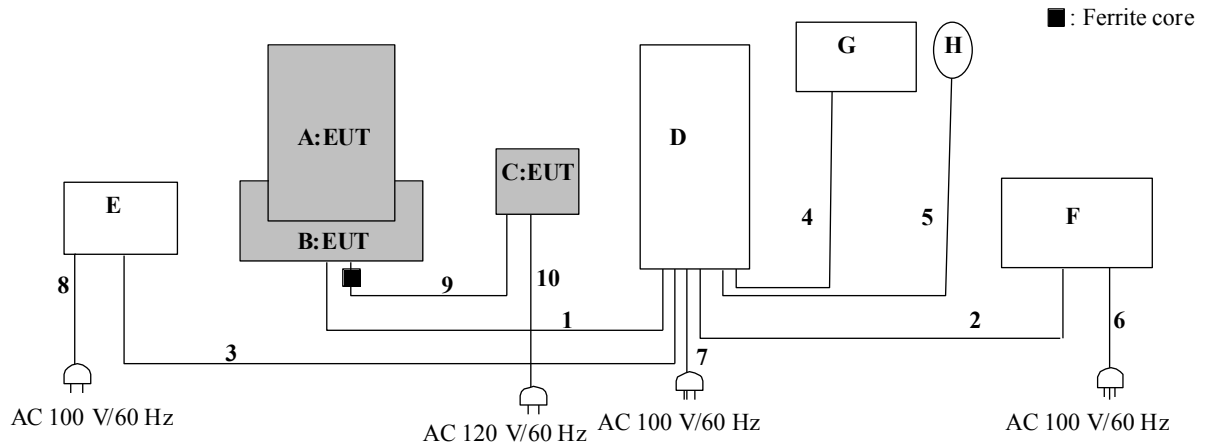 : Ferrite core
G
H
A:EUT
D
C:EUT
E
F
B:EUT
4
5
8
9
10
1
2
6
3
7
AC 100 V/60 Hz
AC 120 V/60 Hz
AC 100 V/60 Hz
AC 100 V/60 Hz